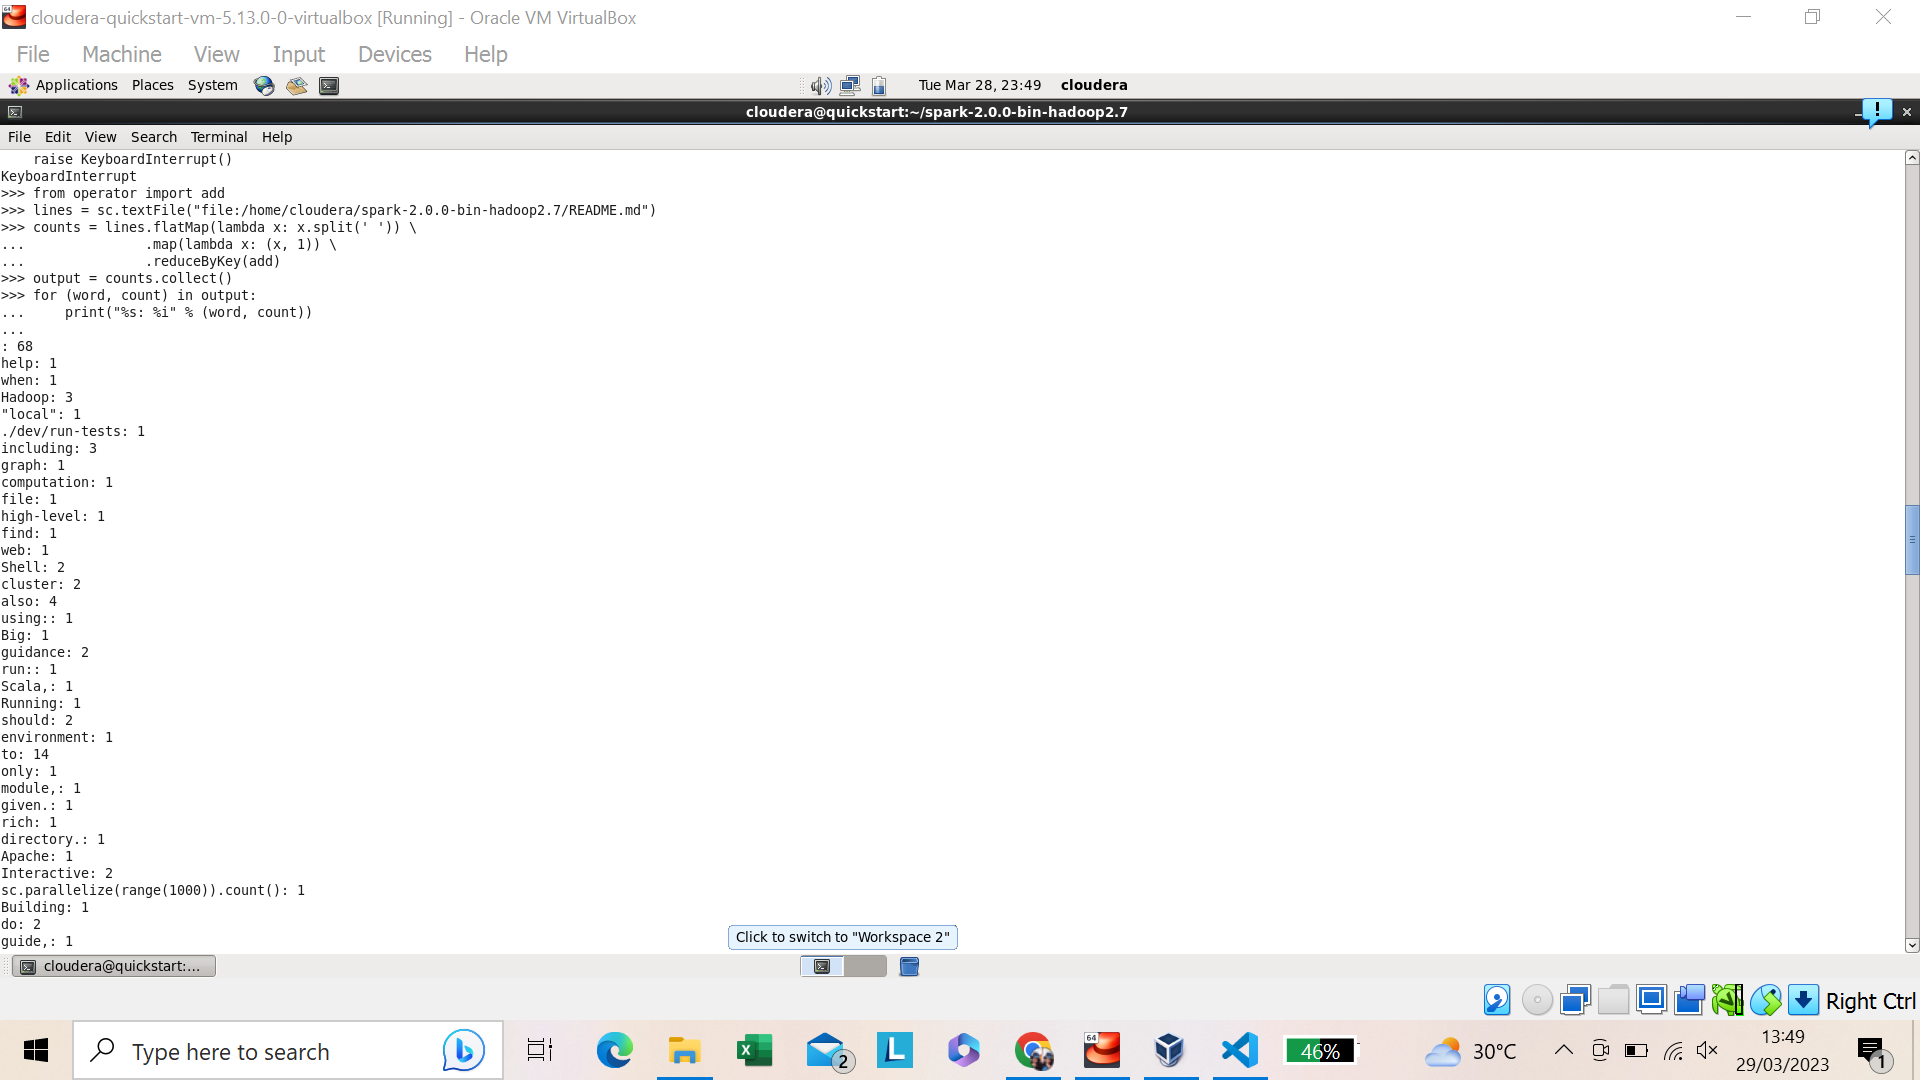 cloudera-quickstart-vm-5.13.0-0-virtualbox [Running] - Oracle VM VirtualBox
File Machine View Input Devices Help
Applications Places System Tue Mar 28, 23:49 cloudera
cloudera@quickstart:~/spark-2.0.0-bin-hadoop2.7
File Edit View Search Terminal Help
    raise KeyboardInterrupt()
KeyboardInterrupt
>>> from operator import add
>>> lines = sc.textFile("file:/home/cloudera/spark-2.0.0-bin-hadoop2.7/README.md")
>>> counts = lines.flatMap(lambda x: x.split(' ')) \
...               .map(lambda x: (x, 1)) \
...               .reduceByKey(add)
>>> output = counts.collect()
>>> for (word, count) in output:
...     print("%s: %i" % (word, count))
...
: 68
help: 1
when: 1
Hadoop: 3
"local": 1
./dev/run-tests: 1
including: 3
graph: 1
computation: 1
file: 1
high-level: 1
find: 1
web: 1
Shell: 2
cluster: 2
also: 4
using:: 1
Big: 1
guidance: 2
run:: 1
Scala,: 1
Running: 1
should: 2
environment: 1
to: 14
only: 1
module,: 1
given.: 1
rich: 1
directory.: 1
Apache: 1
Interactive: 2
sc.parallelize(range(1000)).count(): 1
Building: 1
do: 2
guide,: 1
Click to switch to "Workspace 2"
cloudera@quickstart:...
Right Ctrl
Type here to search
2
L
64
46%
30°C
13:49
29/03/2023
1